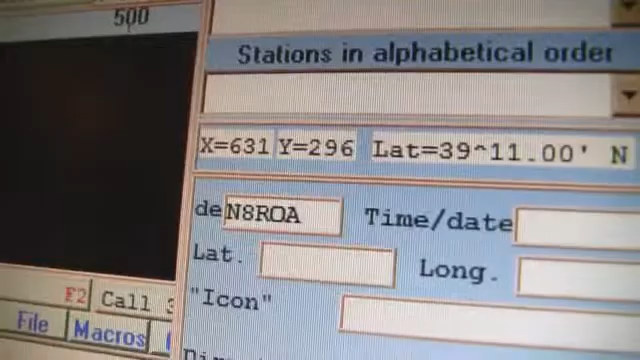 500
Stations in alphabetical order
X=631 Y=296 Lat=39^11.00' N
de N8ROA Time/date
Lat. Long.
"Icon"
F2 Call
File Macros